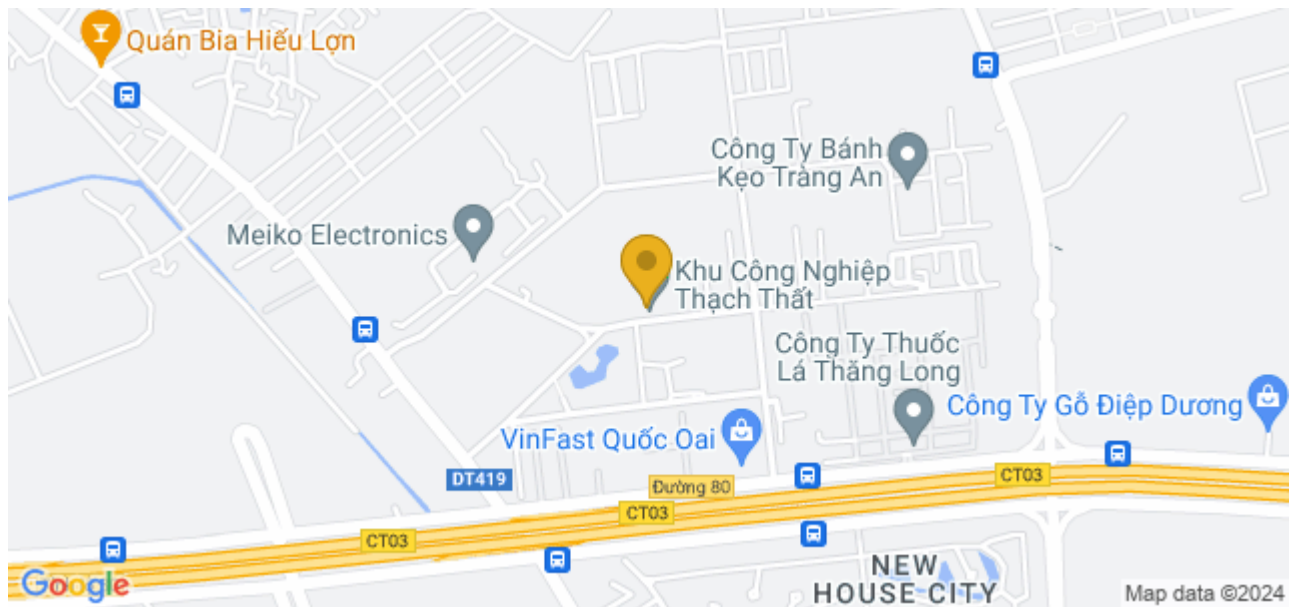 Quán Bia Hiếu Lợn
Công Ty Bánh
Kẹo Tràng An
Meiko Electronics
Khu Công Nghiệp
Thạch Thất
Công Ty Thuốc
Lá Thăng Long
Công Ty Gỗ Điệp Dương
VinFast Quốc Oai
DT419
Đường 80
CT03
CT03
CT03
NEW
HOUSE CITY
Google
Map data ©2024